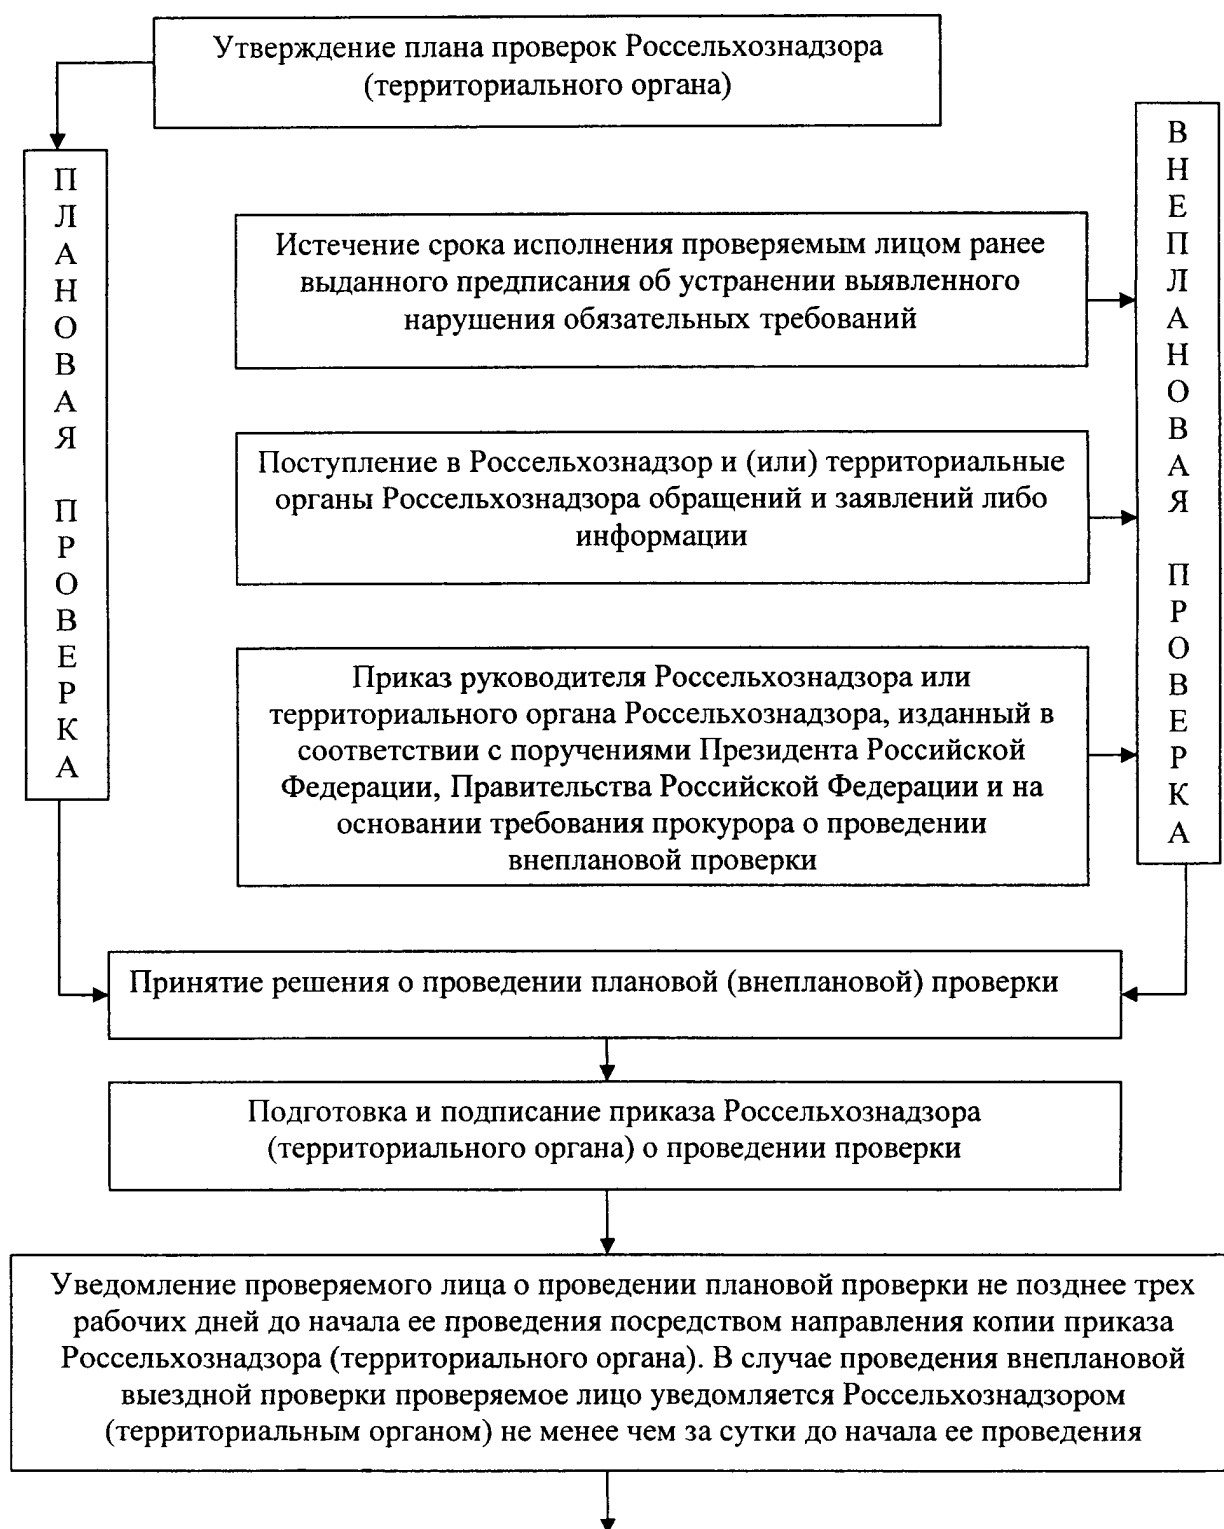 Утверждение плана проверок Россельхознадзора
(территориального органа)
ПЛАНОВАЯ ПРОВЕРКА
ВНЕПЛАНОВАЯ ПРОВЕРКА
Истечение срока исполнения проверяемым лицом ранее
выданного предписания об устранении выявленного
нарушения обязательных требований
Поступление в Россельхознадзор и (или) территориальные
органы Россельхознадзора обращений и заявлений либо
информации
Приказ руководителя Россельхознадзора или
территориального органа Россельхознадзора, изданный в
соответствии с поручениями Президента Российской
Федерации, Правительства Российской Федерации и на
основании требования прокурора о проведении
внеплановой проверки
Принятие решения о проведении плановой (внеплановой) проверки
Подготовка и подписание приказа Россельхознадзора
(территориального органа) о проведении проверки
Уведомление проверяемого лица о проведении плановой проверки не позднее трех
рабочих дней до начала ее проведения посредством направления копии приказа
Россельхознадзора (территориального органа). В случае проведения внеплановой
выездной проверки проверяемое лицо уведомляется Россельхознадзором
(территориальным органом) не менее чем за сутки до начала ее проведения